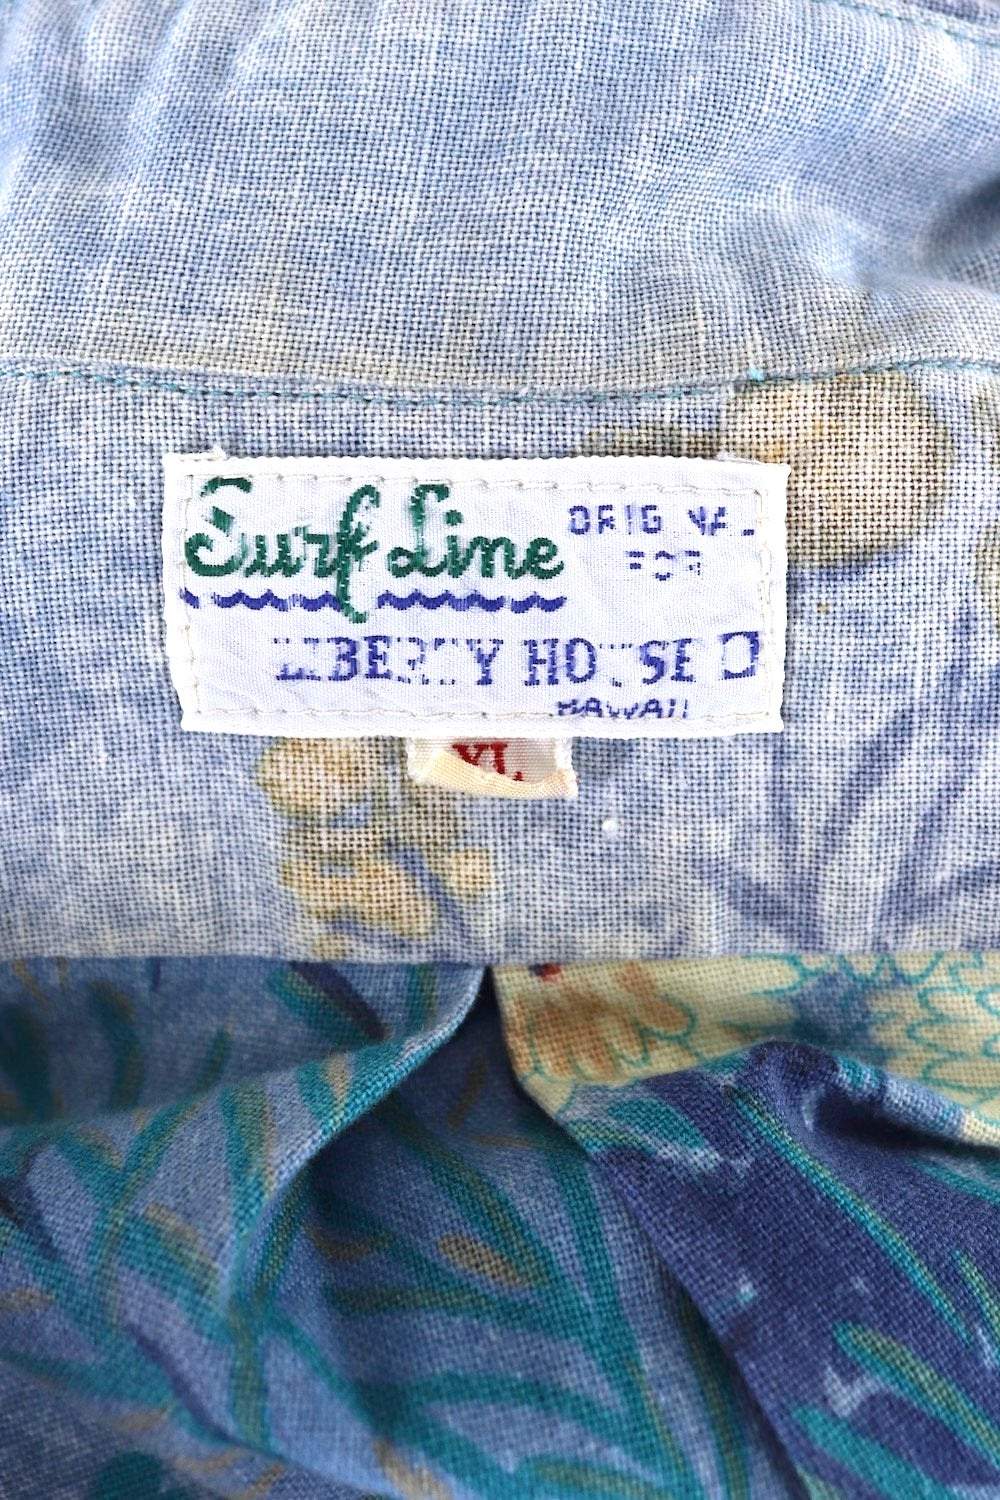 Surf Line
ORIGINAL
FOR
LIBERTY HOUSE
HAWAII
XL